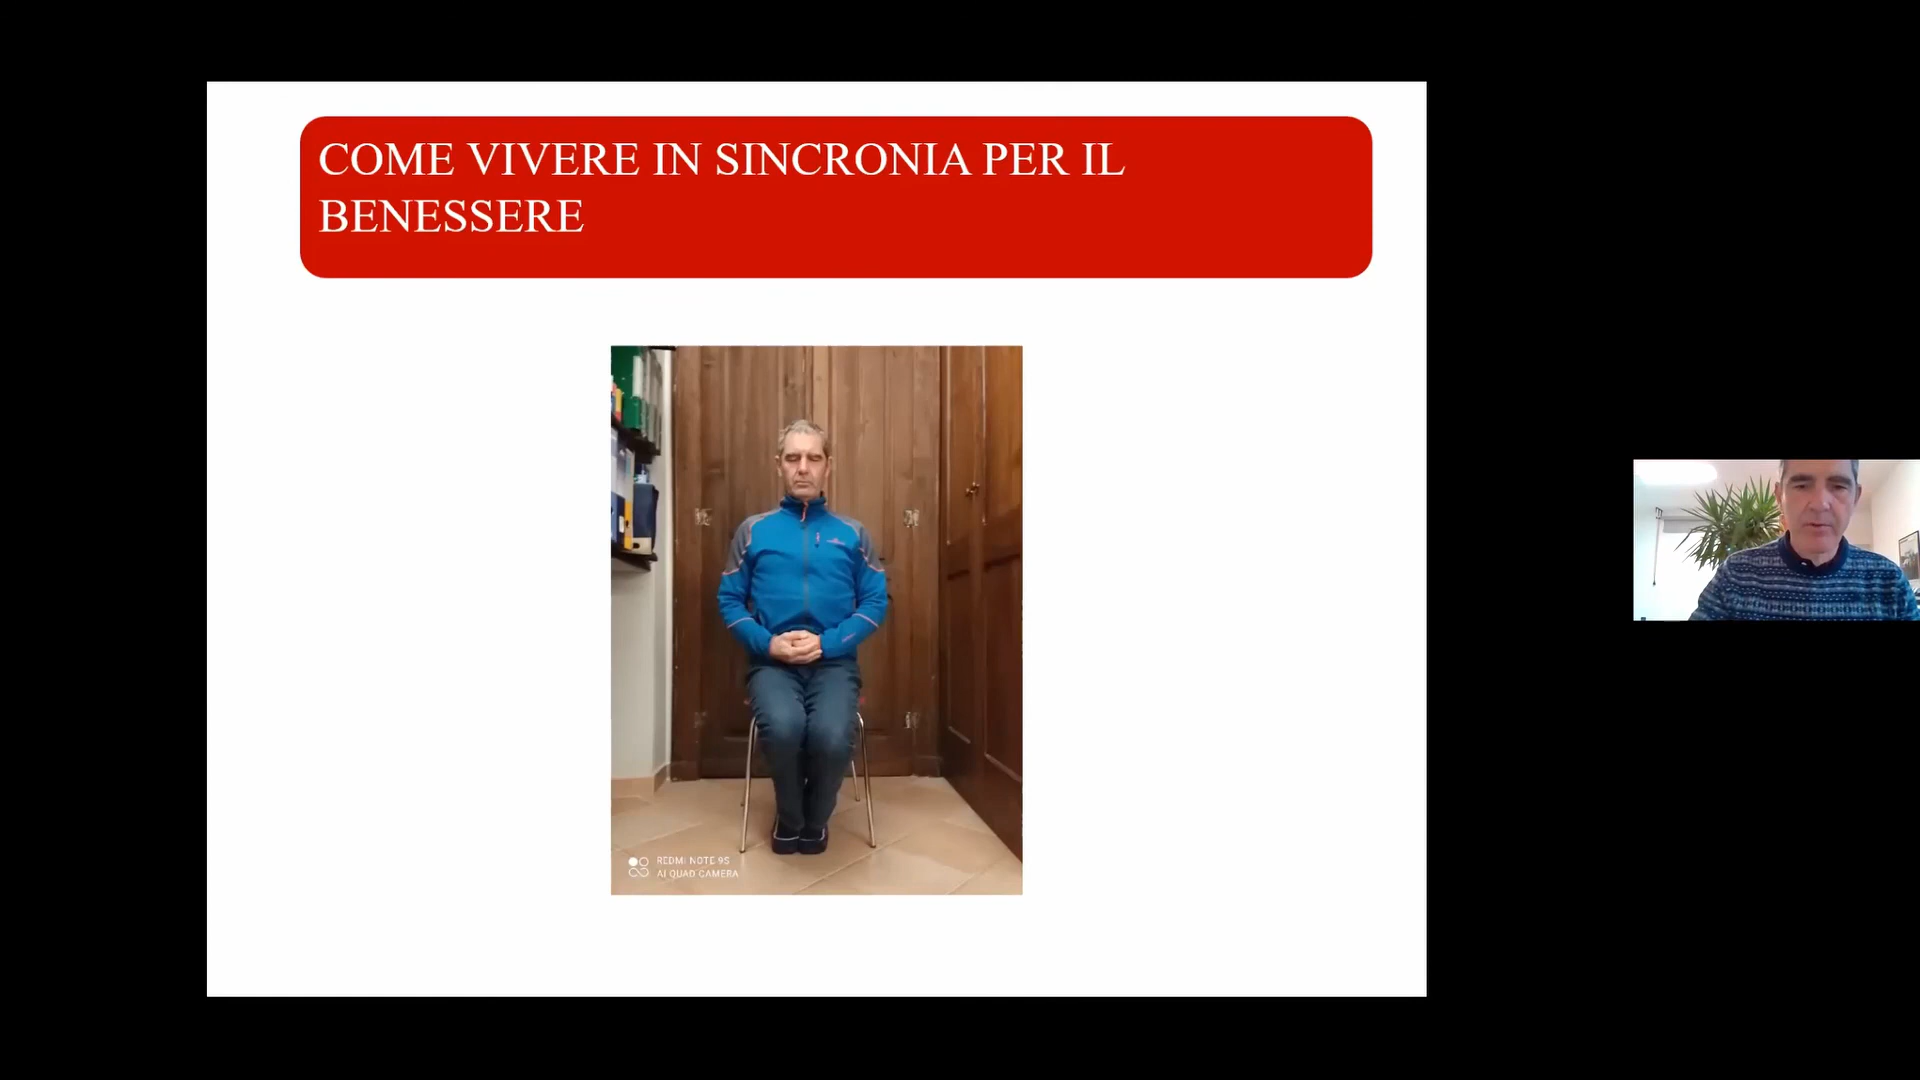 COME VIVERE IN SINCRONIA PER IL
BENESSERE
REDMI NOTE 9S
AI QUAD CAMERA